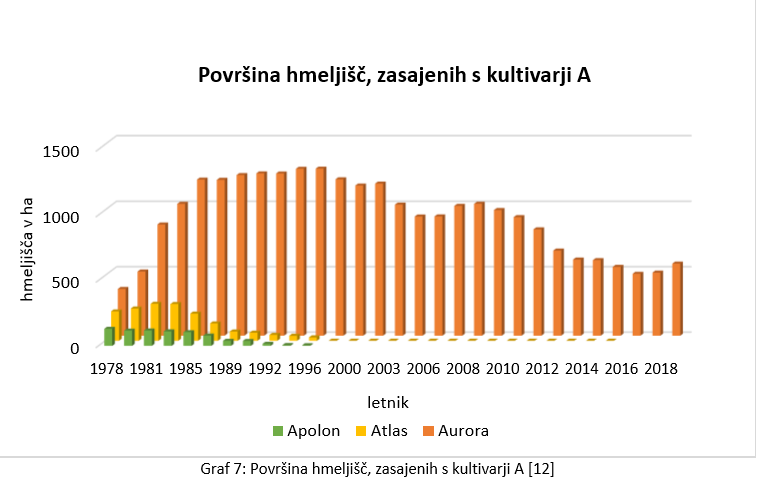 Površina hmeljišč, zasajenih s kultivarji A
1500
1000
500
0
hmeljišča v ha
1978 1981 1985 1989 1992 1996 2000 2003 2006 2008 2010 2012 2014 2016 2018
letnik
Apolon Atlas Aurora
Graf 7: Površina hmeljišč, zasajenih s kultivarji A [12]